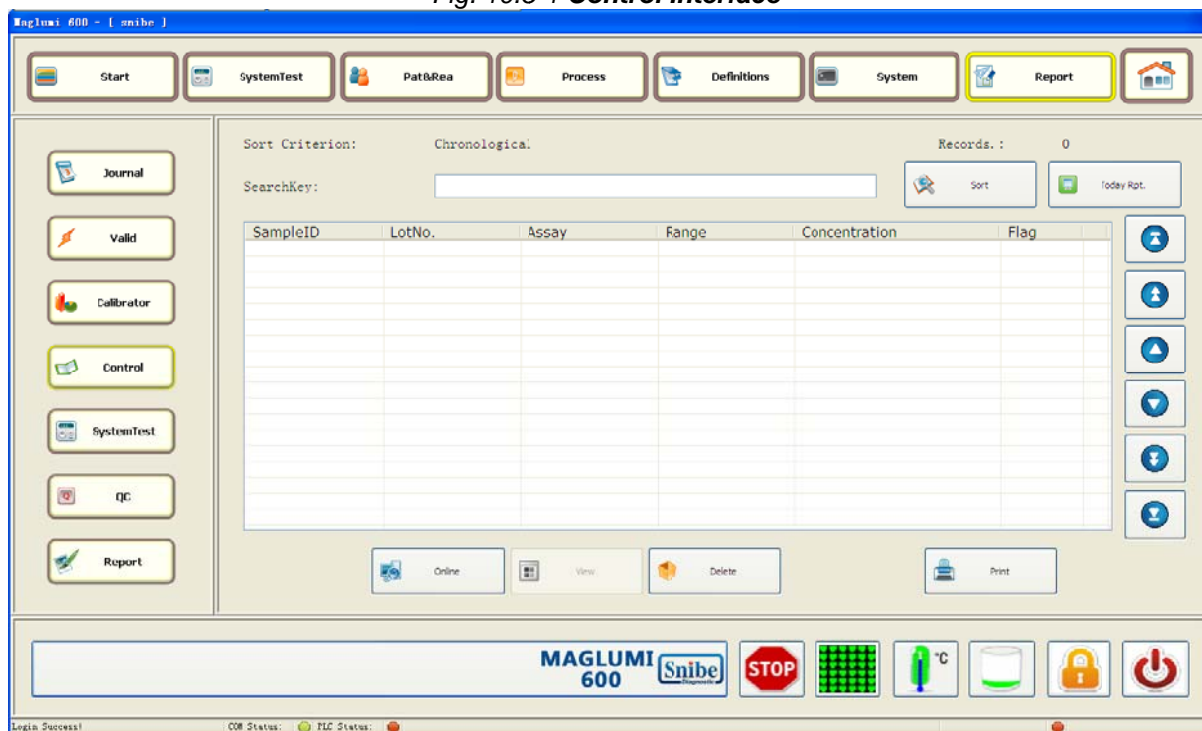 Maglumi 600 - [ snibe ]
Start SystemTest Pat&Rea Process Definitions System Report
Sort Criterion: Chronological Records.: 0
Journal
SearchKey: Sort Today Rpt.
SampleID LotNo. Assay Range Concentration Flag
Valid
Calibrator
Control
SystemTest
QC
Report
Online View Delete Print
MAGLUMI
600
Snibe
Diagnostic
STOP
°C
Login Success! COM Status: PLC Status: